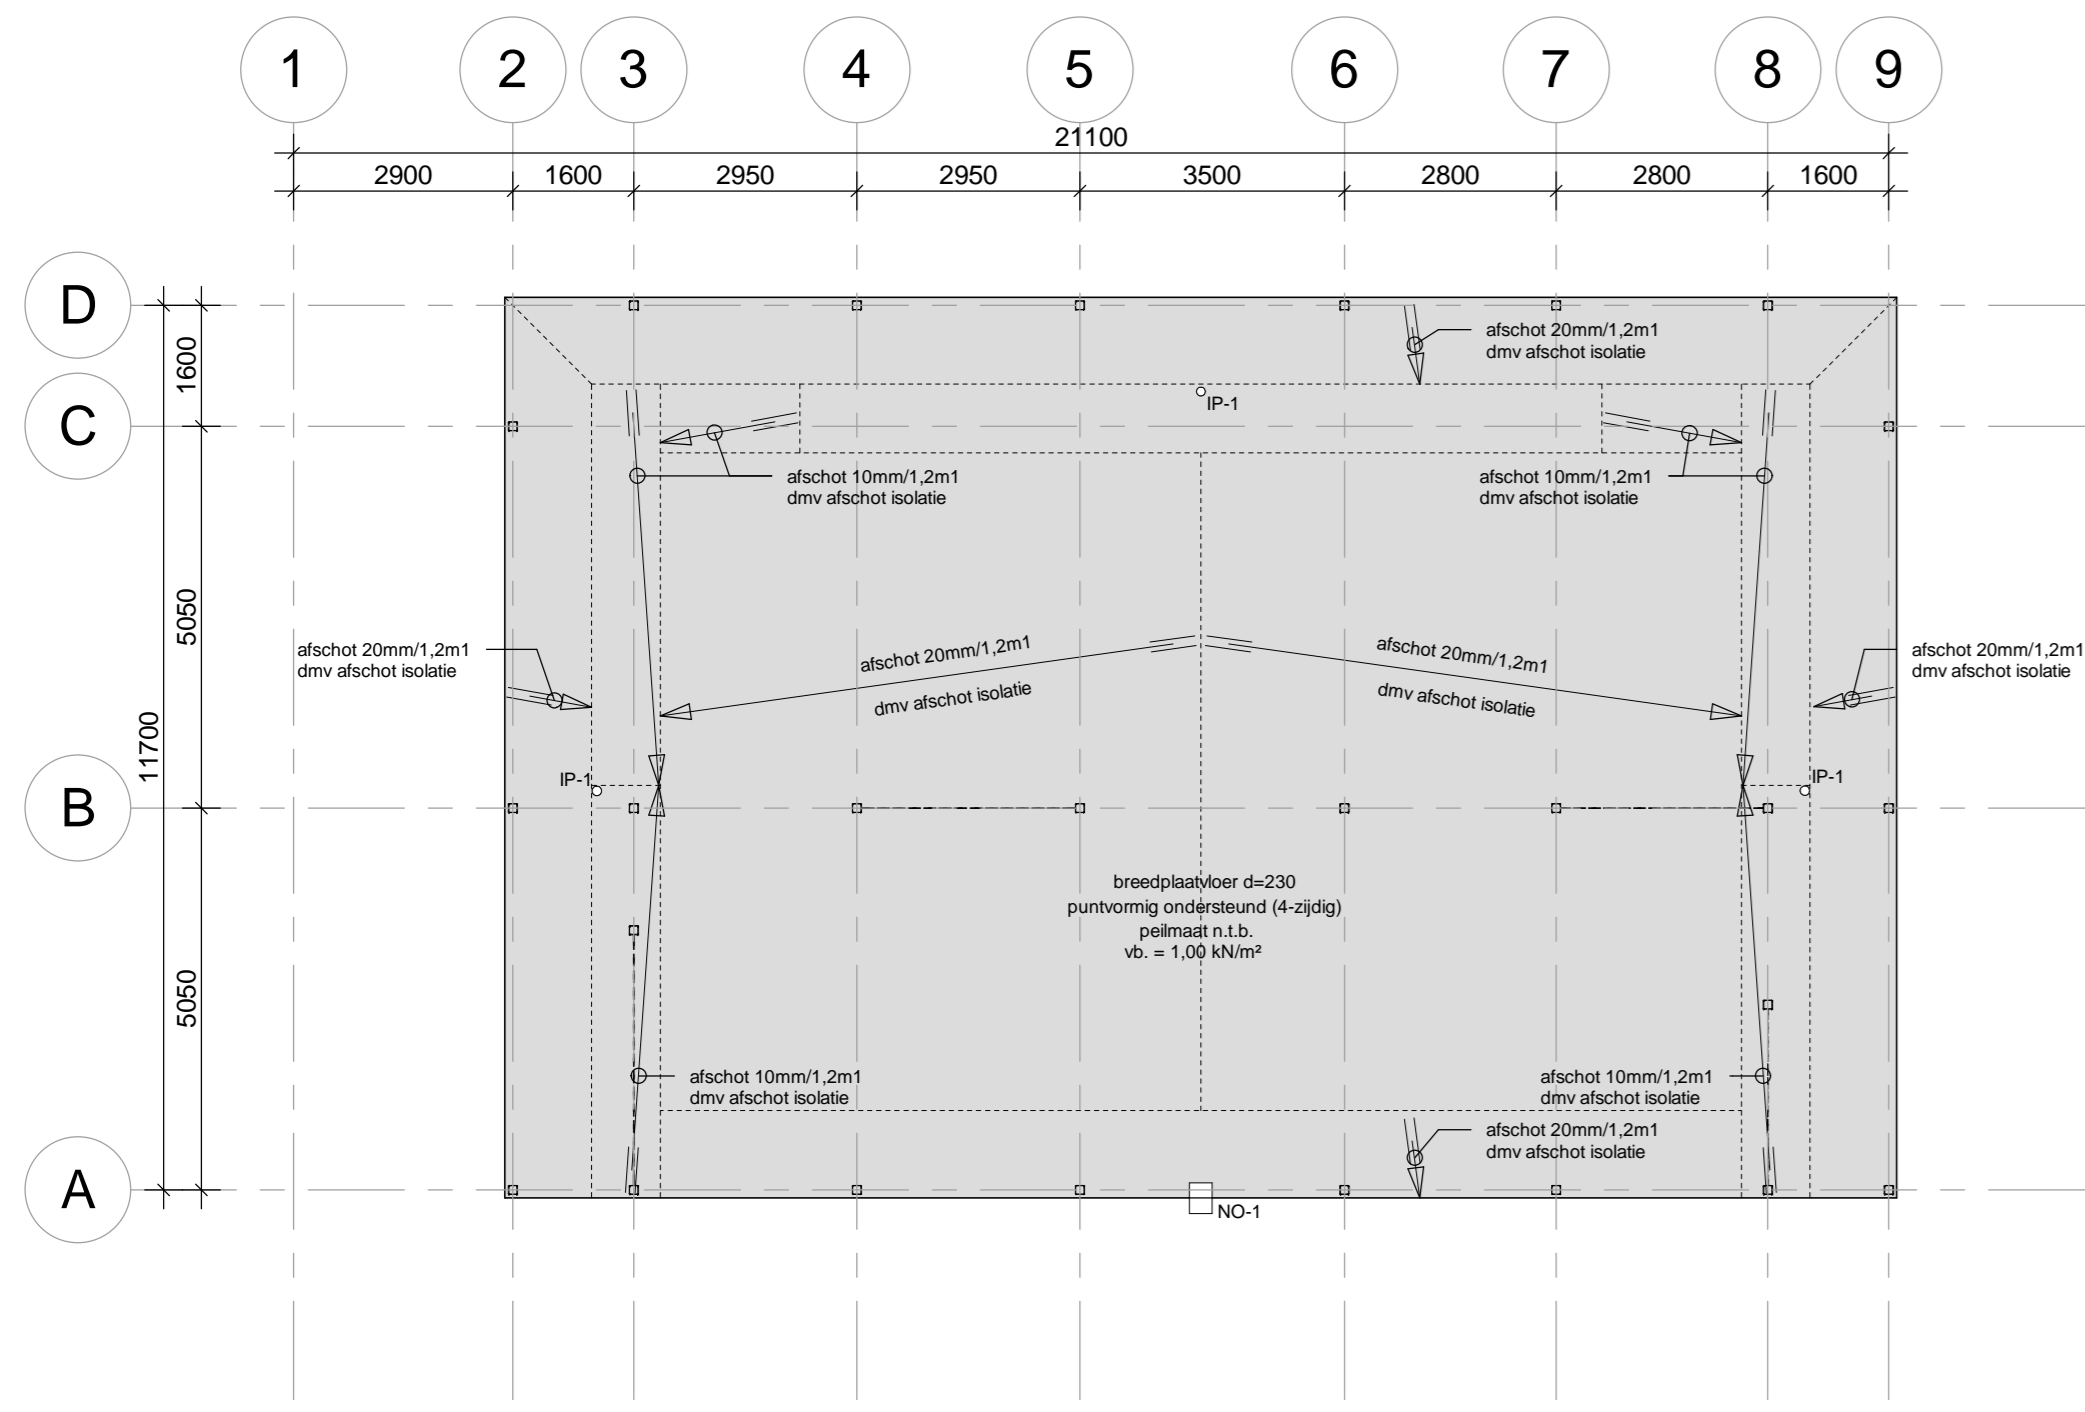 1 2 3 4 5 6 7 8 9
21100
2900 1600 2950 2950 3500 2800 2800 1600
D
C
B
A
1600
5050
5050
11700
afschot 20mm/1,2m1
dmv afschot isolatie
IP-1
afschot 10mm/1,2m1
dmv afschot isolatie
afschot 10mm/1,2m1
dmv afschot isolatie
afschot 20mm/1,2m1
dmv afschot isolatie
afschot 20mm/1,2m1
dmv afschot isolatie
afschot 20mm/1,2m1
dmv afschot isolatie
afschot 20mm/1,2m1
dmv afschot isolatie
IP-1
IP-1
breedplaatvloer d=230
puntvormig ondersteund (4-zijdig)
peilmaat n.t.b.
vb. = 1,00 kN/m²
afschot 10mm/1,2m1
dmv afschot isolatie
afschot 10mm/1,2m1
dmv afschot isolatie
afschot 20mm/1,2m1
dmv afschot isolatie
NO-1